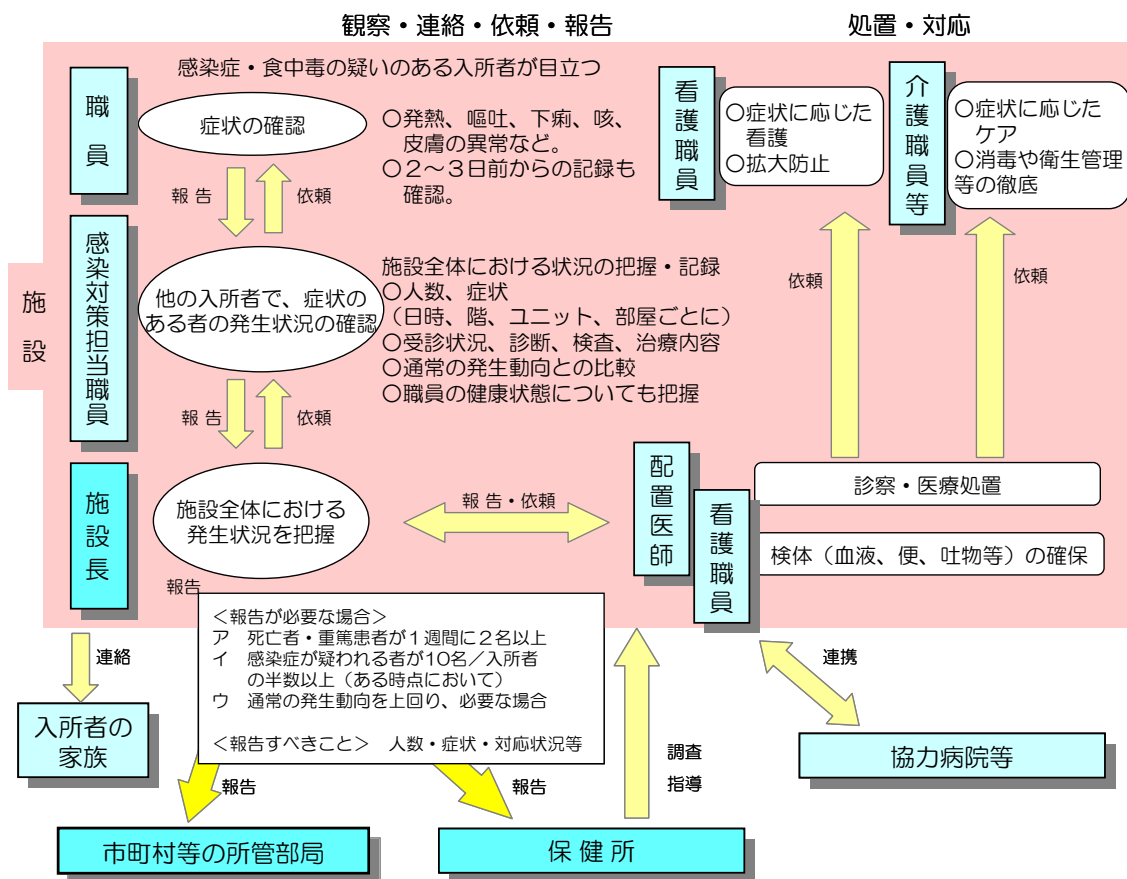 観察・連絡・依頼・報告
処置・対応
感染症・食中毒の疑いのある入所者が目立つ
職員
症状の確認
○発熱、嘔吐、下痢、咳、
皮膚の異常など。
○2〜3日前からの記録も
確認。
看護職員
○症状に応じた
看護
○拡大防止
介護職員等
○症状に応じた
ケア
○消毒や衛生管理
等の徹底
報告
依頼
施設
感染対策担当職員
他の入所者で、症状の
ある者の発生状況の確認
施設全体における状況の把握・記録
○人数、症状
（日時、階、ユニット、部屋ごとに）
○受診状況、診断、検査、治療内容
○通常の発生動向との比較
○職員の健康状態についても把握
依頼
依頼
報告
依頼
施設長
施設全体における
発生状況を把握
報告・依頼
配置医師
看護職員
診察・医療処置
検体（血液、便、吐物等）の確保
報告
＜報告が必要な場合＞
ア 死亡者・重篤患者が1週間に2名以上
イ 感染症が疑われる者が10名／入所者
の半数以上（ある時点において）
ウ 通常の発生動向を上回り、必要な場合
＜報告すべきこと＞ 人数・症状・対応状況等
連絡
連携
入所者の
家族
調査
指導
協力病院等
報告
報告
市町村等の所管部局
保健所